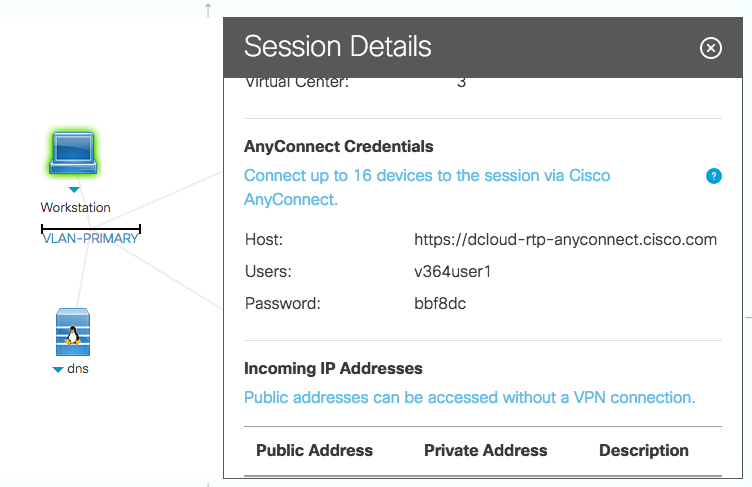 Session Details
Virtual Center: 3
AnyConnect Credentials
Connect up to 16 devices to the session via Cisco
AnyConnect.
?
Host: https://dcloud-rtp-anyconnect.cisco.com
Users: v364user1
Password: bbf8dc
Incoming IP Addresses
Public addresses can be accessed without a VPN connection.
Public Address Private Address Description
Workstation
VLAN-PRIMARY
dns